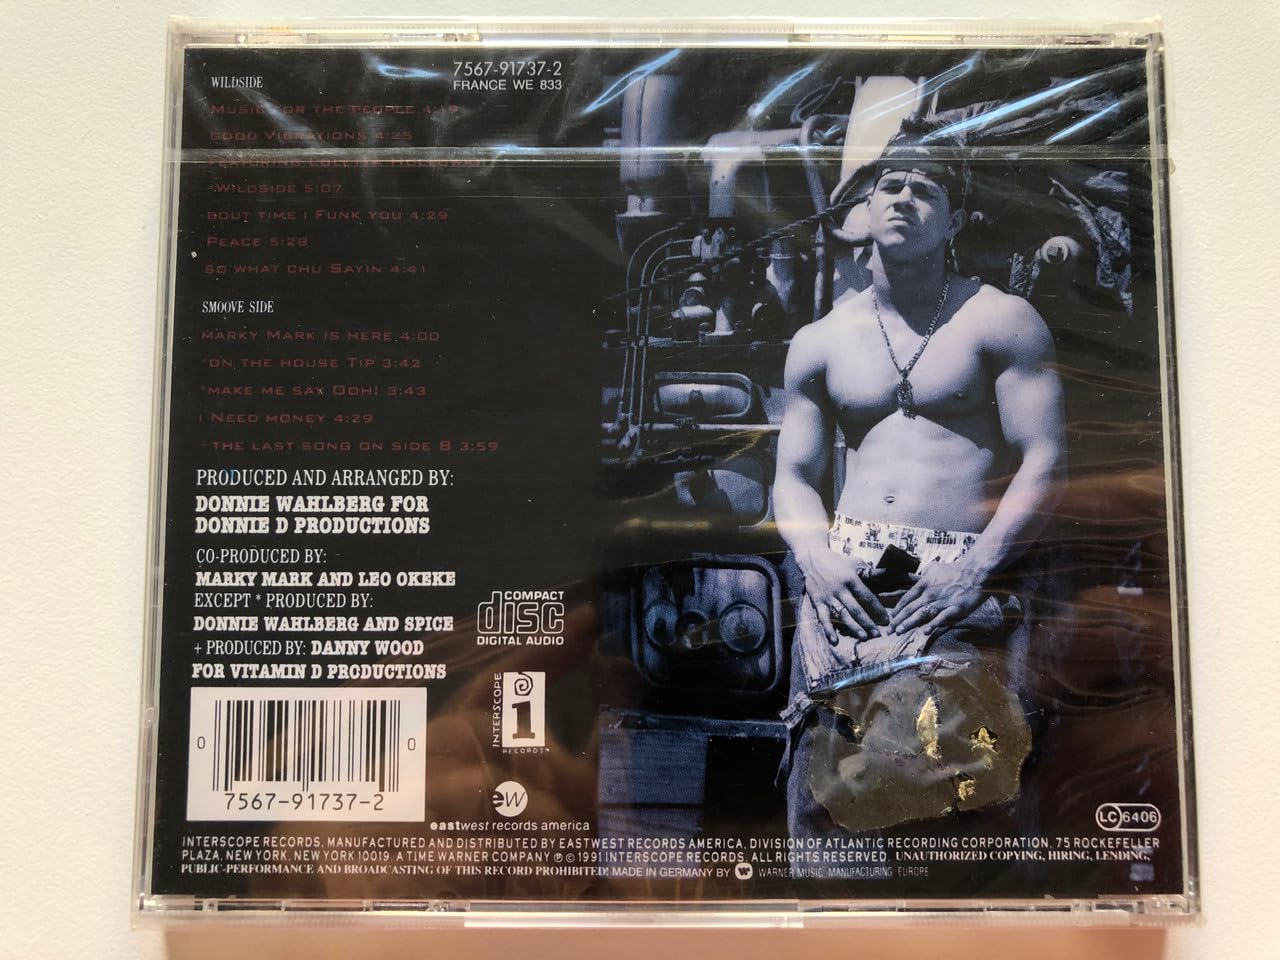 WILDSIDE
7567-91737-2
FRANCE WE 833
MUSIC FOR THE PEOPLE 4:19
GOOD VIBRATIONS 4:25
*WILDSIDE 5:07
BOUT TIME I FUNK YOU 4:29
PEACE 5:28
SO WHAT CHU SAYIN 4:41
SMOOVE SIDE
MARKY MARK IS HERE 4:00
*ON THE HOUSE TIP 3:42
*MAKE ME SAY OOH! 3:43
I NEED MONEY 4:29
+THE LAST SONG ON SIDE B 3:59
PRODUCED AND ARRANGED BY:
DONNIE WAHLBERG FOR
DONNIE D PRODUCTIONS
CO-PRODUCED BY:
MARKY MARK AND LEO OKEKE
EXCEPT * PRODUCED BY:
DONNIE WAHLBERG AND SPICE
+ PRODUCED BY: DANNY WOOD
FOR VITAMIN D PRODUCTIONS
COMPACT
disc
DIGITAL AUDIO
INTERSCOPE
i
RECORDS™
0 0
7567-91737-2
ew
eastwest records america
LC 6406
INTERSCOPE RECORDS, MANUFACTURED AND DISTRIBUTED BY EASTWEST RECORDS AMERICA, DIVISION OF ATLANTIC RECORDING CORPORATION, 75 ROCKEFELLER
PLAZA, NEW YORK, NEW YORK 10019. A TIME WARNER COMPANY ℗ © 1991 INTERSCOPE RECORDS. ALL RIGHTS RESERVED. UNAUTHORIZED COPYING, HIRING, LENDING,
PUBLIC-PERFORMANCE AND BROADCASTING OF THIS RECORD PROHIBITED! MADE IN GERMANY BY WARNER MUSIC MANUFACTURING EUROPE